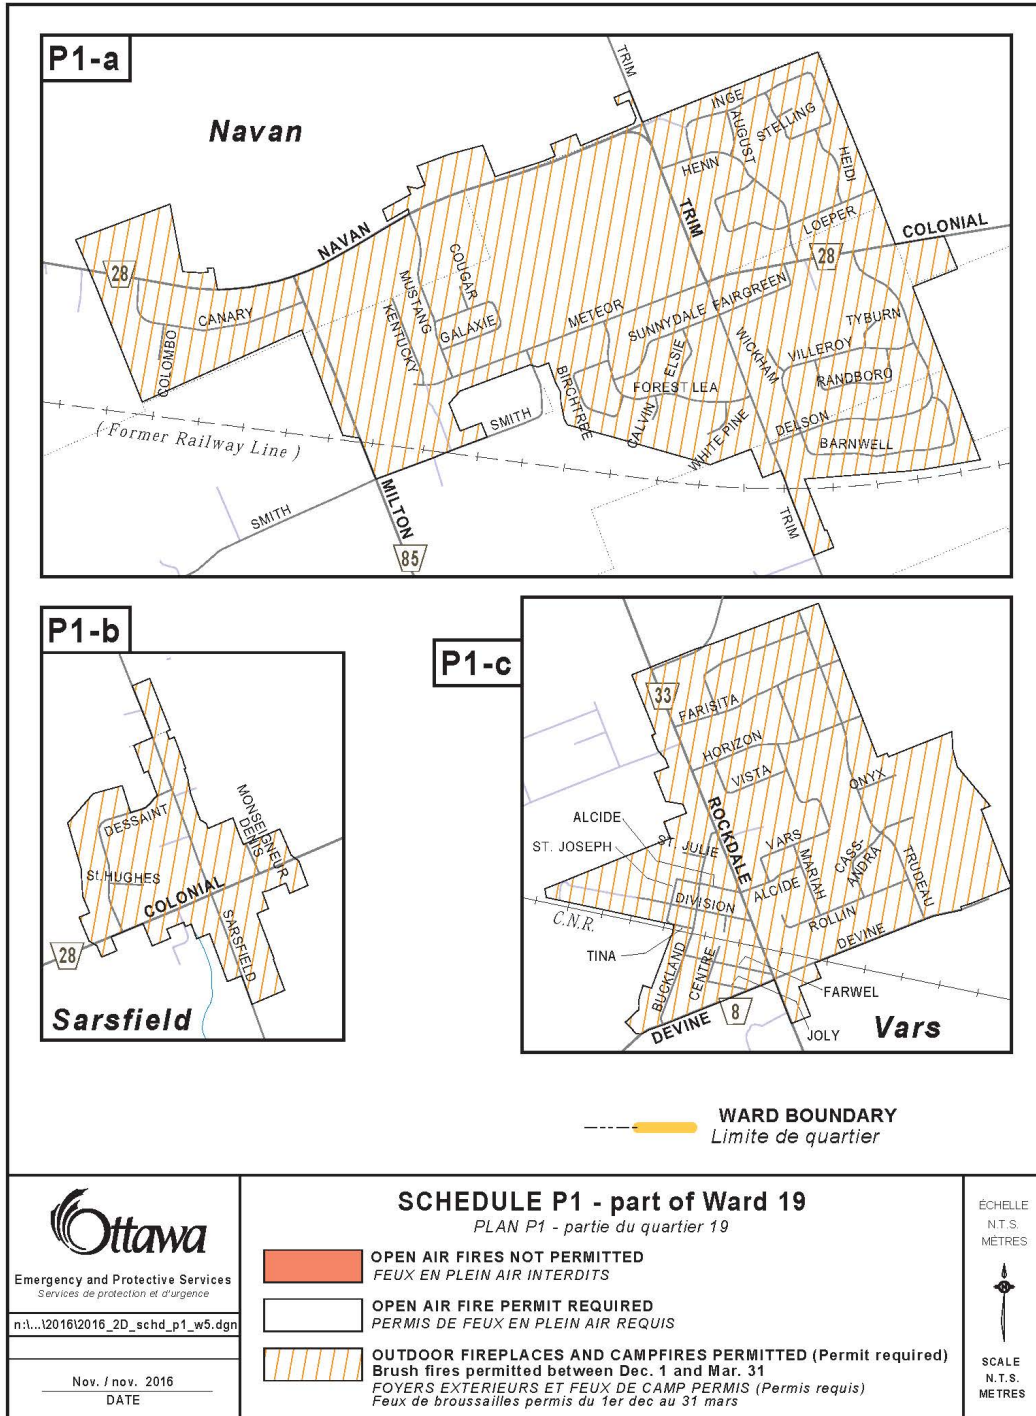 P1-a
Navan
TRIM
INGE
AUGUST
STELLING
HENN
HEIDI
TRIM
LOEPER
COLONIAL
28
NAVAN
28
CANARY
COLOMBO
COUGAR
MUSTANG
KENTUCKY
GALAXIE
METEOR
SUNNYDALE
FAIRGREEN
ELSIE
WICKHAM
TYBURN
VILLEROY
RANDBORO
BIRCHTREE
FOREST LEA
CALVIN
WHITE PINE
DELSON
BARNWELL
SMITH
( Former Railway Line )
SMITH
MILTON
85
TRIM
P1-b
DESSAINT
MONSEIGNEUR
DENIS
St.HUGHES
COLONIAL
SARSFIELD
28
Sarsfield
P1-c
33
FARISITA
HORIZON
VISTA
ONYX
ROCKDALE
ALCIDE
ST. JULIE
VARS
ST. JOSEPH
MARIAH
CASS-
ANDRA
TRUDEAU
ALCIDE
DIVISION
ROLLIN
C.N.R.
DEVINE
TINA
BUCKLAND
CENTRE
FARWEL
8
DEVINE
JOLY
Vars
WARD BOUNDARY
Limite de quartier
Ottawa
Emergency and Protective Services
Services de protection et d'urgence
n:\...\2016\2016_2D_schd_p1_w5.dgn
Nov. / nov. 2016
DATE
SCHEDULE P1 - part of Ward 19
PLAN P1 - partie du quartier 19
OPEN AIR FIRES NOT PERMITTED
FEUX EN PLEIN AIR INTERDITS
OPEN AIR FIRE PERMIT REQUIRED
PERMIS DE FEUX EN PLEIN AIR REQUIS
OUTDOOR FIREPLACES AND CAMPFIRES PERMITTED (Permit required)
Brush fires permitted between Dec. 1 and Mar. 31
FOYERS EXTERIEURS ET FEUX DE CAMP PERMIS (Permis requis)
Feux de broussailles permis du 1er dec au 31 mars
ÉCHELLE
N.T.S.
MÉTRES
N
SCALE
N.T.S.
METRES